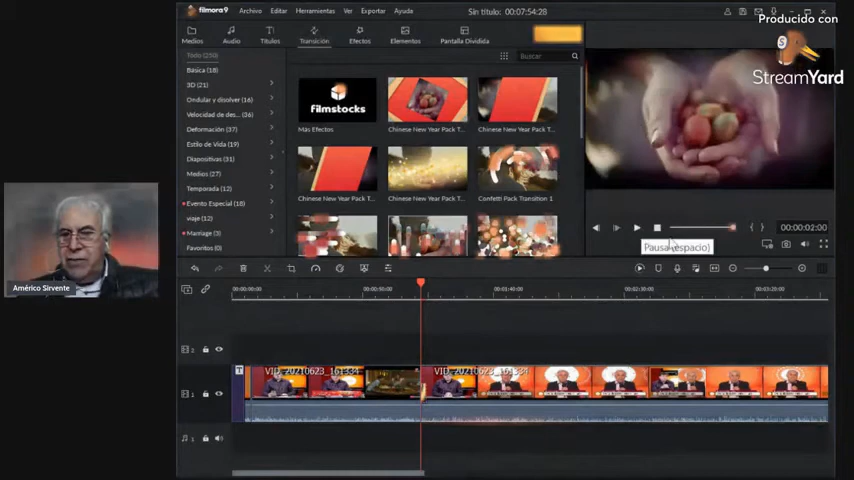 filmora9 Archivo Editar Herramientas Ver Exportar Ayuda Sin título: 00:07:54:28
Producido con
StreamYard
Medios Audio Títulos Transición Efectos Elementos Pantalla Dividida
Todo (250)
Buscar
Basica (18)
3D (21)
Ondular y disolver (16)
Velocidad de des... (36)
Deformación (37)
Estilo de Vida (19)
Diapositivas (31)
Medios (27)
Temporada (12)
Evento Especial (18)
viaje (12)
Marriage (3)
Favoritos (0)
filmstocks
Más Efectos
Chinese New Year Pack T...
Chinese New Year Pack T...
Chinese New Year Pack T...
Chinese New Year Pack T...
Confetti Pack Transition 1
00:00:02:00
Pausa (espacio)
Américo Sirvente
00:00:00:00 00:00:50:00 00:01:40:00 00:02:30:00 00:03:20:00
T
VID_20210623_161334 VID_20210623_161334
2
1
1